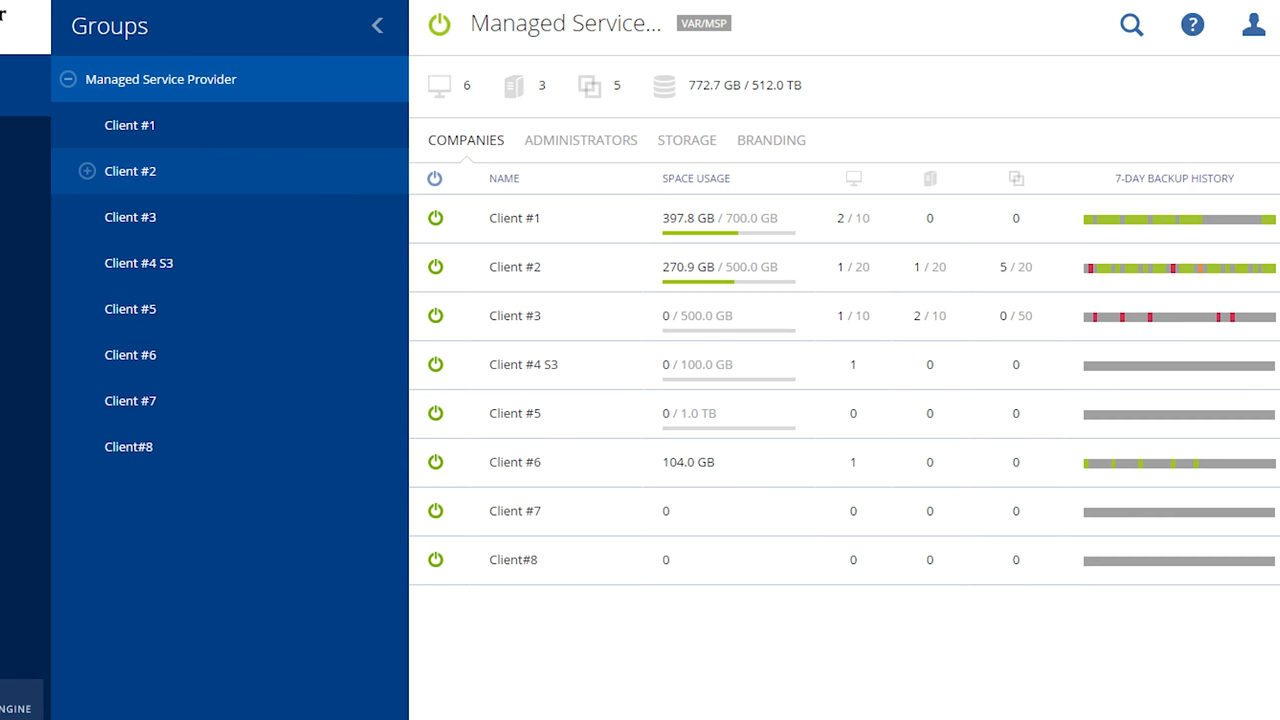 r
Groups
Managed Service Provider
Client #1
Client #2
Client #3
Client #4 S3
Client #5
Client #6
Client #7
Client#8
NGINE
Managed Service... VAR/MSP
6 3 5 772.7 GB / 512.0 TB
COMPANIES ADMINISTRATORS STORAGE BRANDING
NAME SPACE USAGE 7-DAY BACKUP HISTORY
Client #1 397.8 GB / 700.0 GB 2 / 10 0 0
Client #2 270.9 GB / 500.0 GB 1 / 20 1 / 20 5 / 20
Client #3 0 / 500.0 GB 1 / 10 2 / 10 0 / 50
Client #4 S3 0 / 100.0 GB 1 0 0
Client #5 0 / 1.0 TB 0 0 0
Client #6 104.0 GB 1 0 0
Client #7 0 0 0 0
Client#8 0 0 0 0